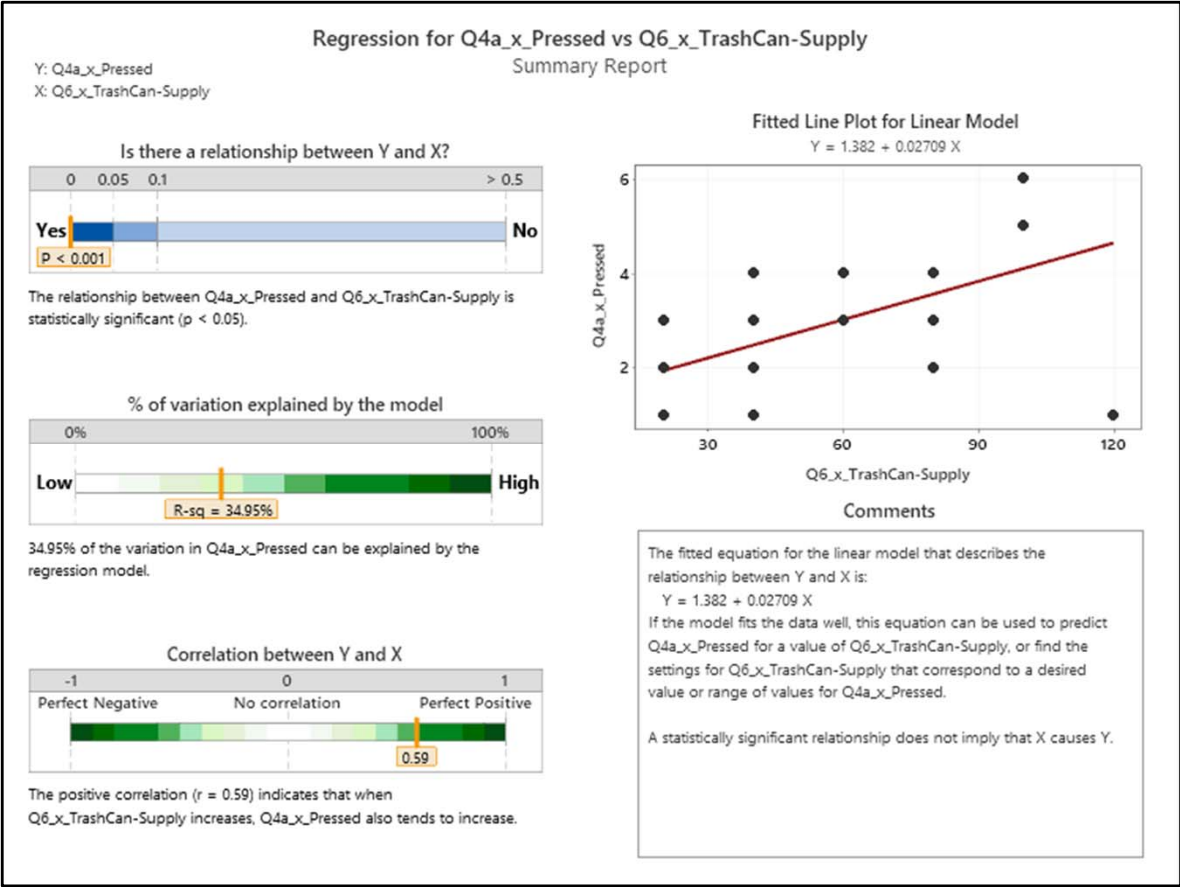 Regression for Q4a_x_Pressed vs Q6_x_TrashCan-Supply
Summary Report
Y: Q4a_x_Pressed
X: Q6_x_TrashCan-Supply
Is there a relationship between Y and X?
0 0.05 0.1 > 0.5
Yes No
P < 0.001
The relationship between Q4a_x_Pressed and Q6_x_TrashCan-Supply is
statistically significant (p < 0.05).
% of variation explained by the model
0% 100%
Low High
R-sq = 34.95%
34.95% of the variation in Q4a_x_Pressed can be explained by the
regression model.
Correlation between Y and X
-1 0 1
Perfect Negative No correlation Perfect Positive
0.59
The positive correlation (r = 0.59) indicates that when
Q6_x_TrashCan-Supply increases, Q4a_x_Pressed also tends to increase.
Fitted Line Plot for Linear Model
Y = 1.382 + 0.02709 X
6
4
2
Q4a_x_Pressed
30 60 90 120
Q6_x_TrashCan-Supply
Comments
The fitted equation for the linear model that describes the
relationship between Y and X is:
Y = 1.382 + 0.02709 X
If the model fits the data well, this equation can be used to predict
Q4a_x_Pressed for a value of Q6_x_TrashCan-Supply, or find the
settings for Q6_x_TrashCan-Supply that correspond to a desired
value or range of values for Q4a_x_Pressed.
A statistically significant relationship does not imply that X causes Y.